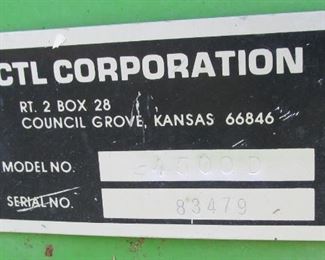 CTL CORPORATION
RT. 2 BOX 28
COUNCIL GROVE, KANSAS 66846
MODEL NO.
SERIAL NO. 83479